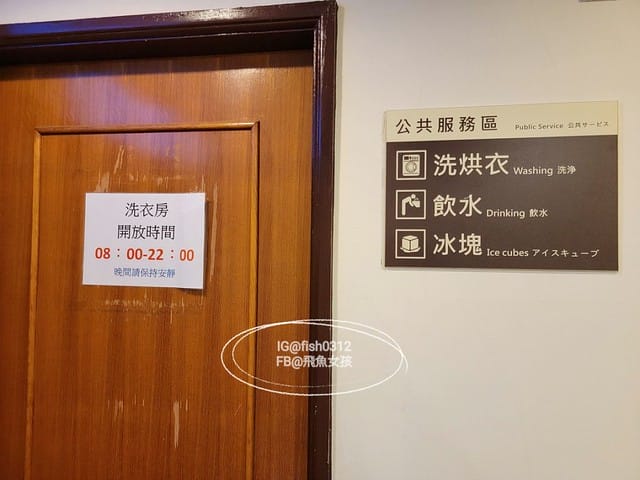 洗衣房
開放時間
08：00-22：00
晚間請保持安靜
公共服務區 Public Service 公共サービス
洗烘衣 Washing 洗浄
飲水 Drinking 飲水
冰塊 Ice cubes アイスキューブ
IG@fish0312
FB@飛魚女孩